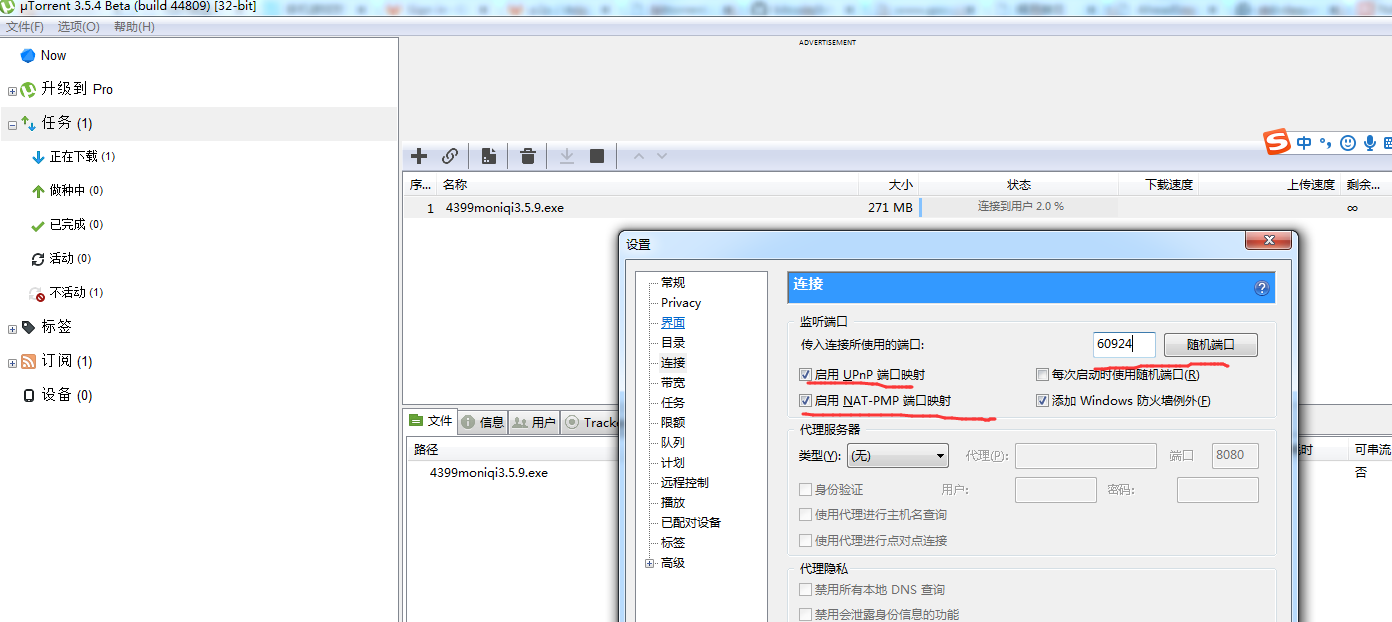 µTorrent 3.5.4 Beta (build 44809) [32-bit]
文件(F) 选项(O) 帮助(H)
Now
升级到 Pro
任务 (1)
正在下载 (1)
做种中 (0)
已完成 (0)
活动 (0)
不活动 (1)
标签
订阅 (1)
设备 (0)
ADVERTISEMENT
中
序... 名称 大小 状态 下载速度 上传速度 剩余...
1 4399moniqi3.5.9.exe 271 MB 连接到用户 2.0 % ∞
文件 信息 用户 Tracke
路径
4399moniqi3.5.9.exe
时 可串流
否
设置
常规
Privacy
界面
目录
连接
带宽
任务
限额
队列
计划
远程控制
播放
已配对设备
标签
高级
连接
监听端口
传入连接所使用的端口: 60924 随机端口
启用 UPnP 端口映射 每次启动时使用随机端口(R)
启用 NAT-PMP 端口映射 添加 Windows 防火墙例外(F)
代理服务器
类型(Y): (无) 代理(P): 端口 8080
身份验证 用户: 密码:
使用代理进行主机名查询
使用代理进行点对点连接
代理隐私
禁用所有本地 DNS 查询
禁用会泄露身份信息的功能